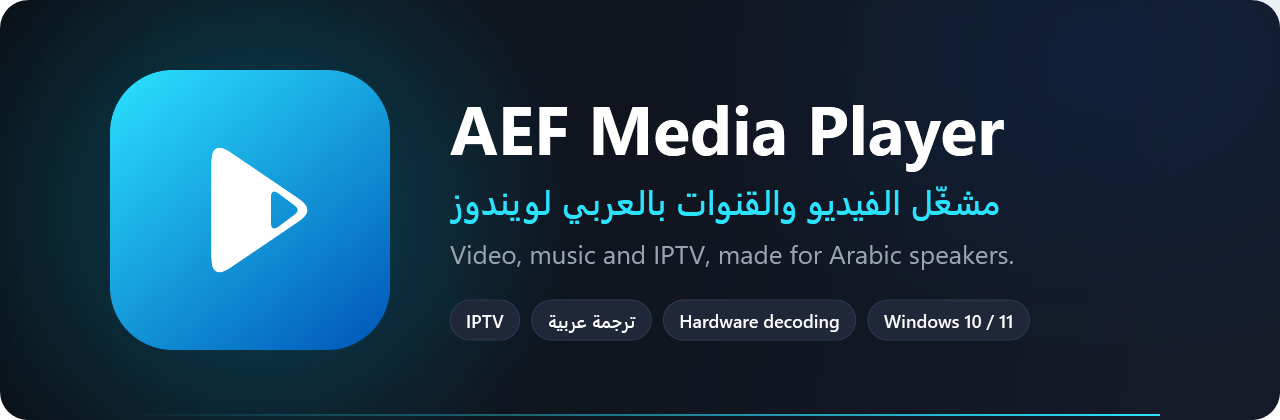 AEF Media Player
مشغّل الفيديو والقنوات بالعربي لويندوز
Video, music and IPTV, made for Arabic speakers.
IPTV
ترجمة عربية
Hardware decoding
Windows 10 / 11